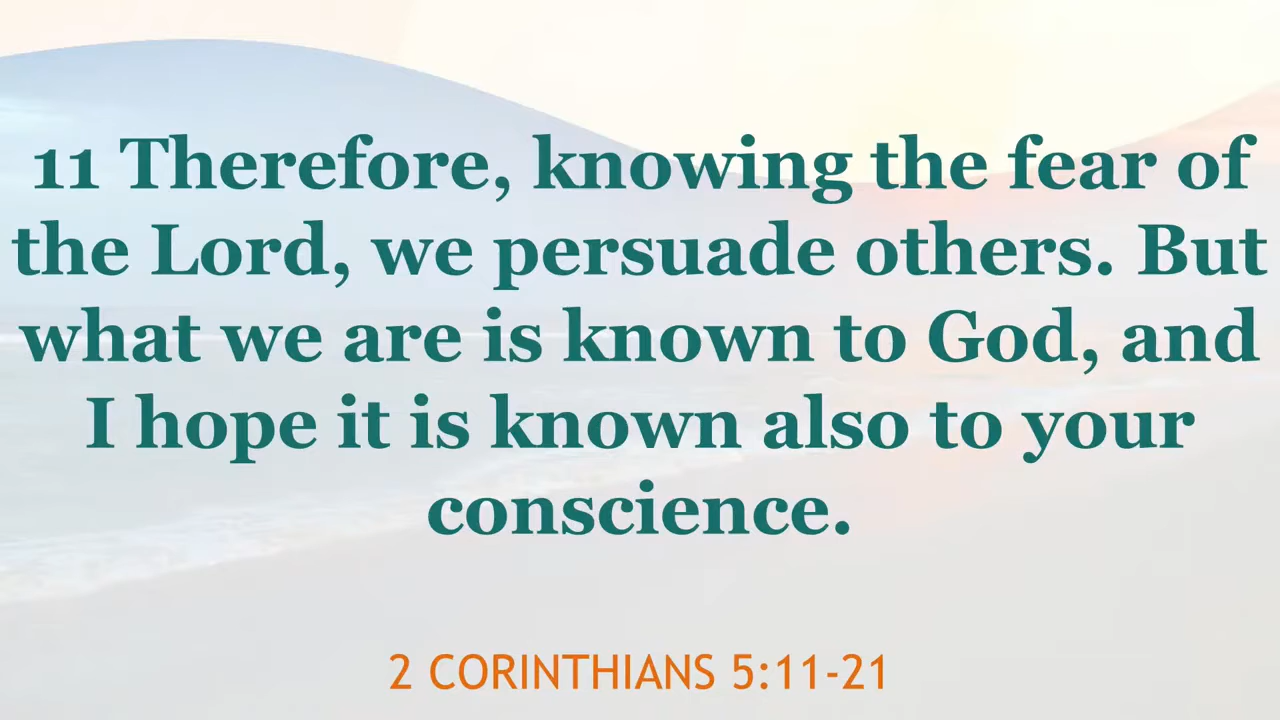 11 Therefore, knowing the fear of
the Lord, we persuade others. But
what we are is known to God, and
I hope it is known also to your
conscience.
2 CORINTHIANS 5:11-21